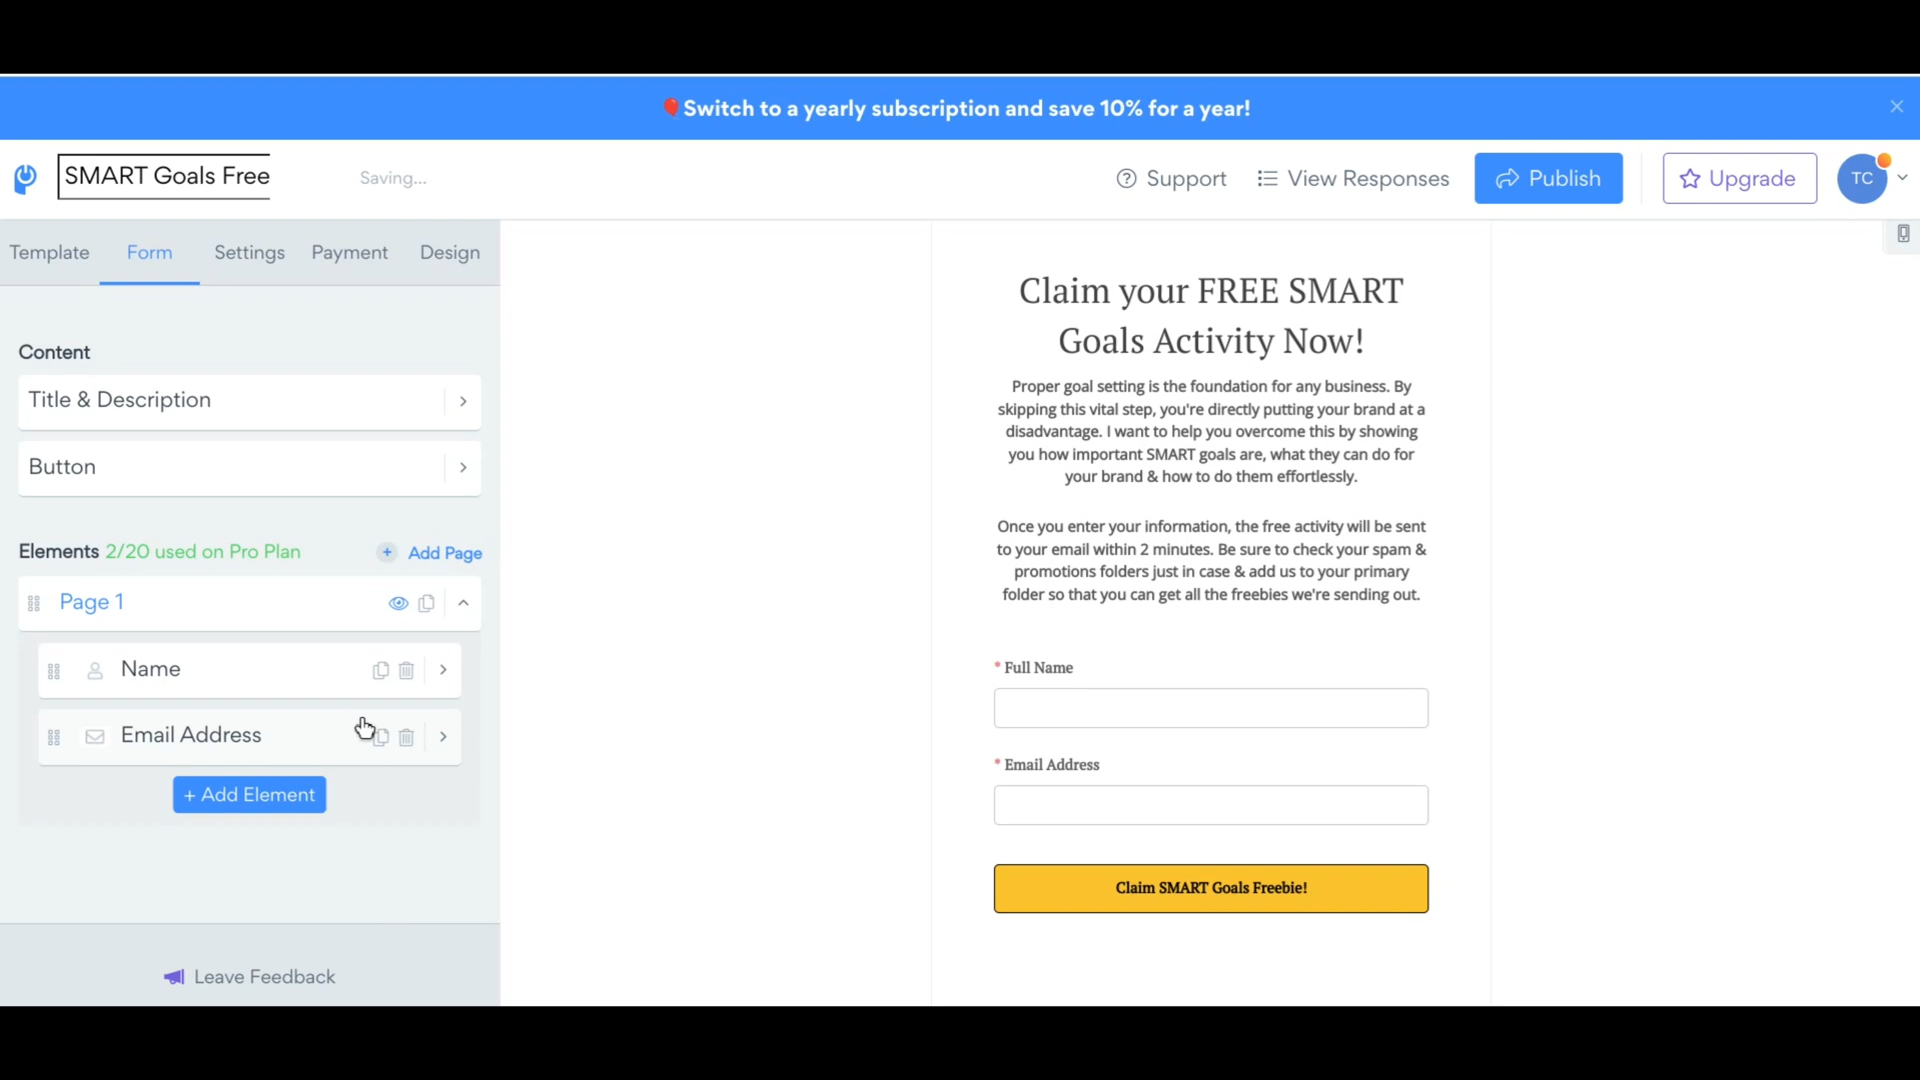 Switch to a yearly subscription and save 10% for a year!
SMART Goals Free
Saving...
Support
View Responses
Publish
Upgrade
TC
Template
Form
Settings
Payment
Design
Content
Title & Description
Button
Elements 2/20 used on Pro Plan
+ Add Page
Page 1
Name
Email Address
+ Add Element
Leave Feedback
Claim your FREE SMART
Goals Activity Now!
Proper goal setting is the foundation for any business. By
skipping this vital step, you're directly putting your brand at a
disadvantage. I want to help you overcome this by showing
you how important SMART goals are, what they can do for
your brand & how to do them effortlessly.
Once you enter your information, the free activity will be sent
to your email within 2 minutes. Be sure to check your spam &
promotions folders just in case & add us to your primary
folder so that you can get all the freebies we're sending out.
* Full Name
* Email Address
Claim SMART Goals Freebie!